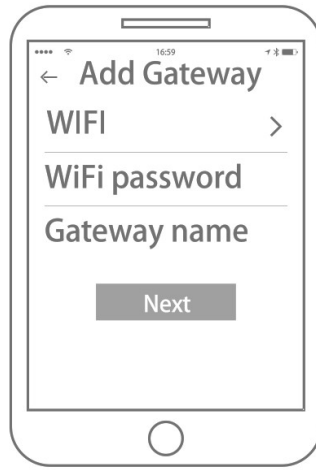 16:59
← Add Gateway
WIFI >
WiFi password
Gateway name
Next